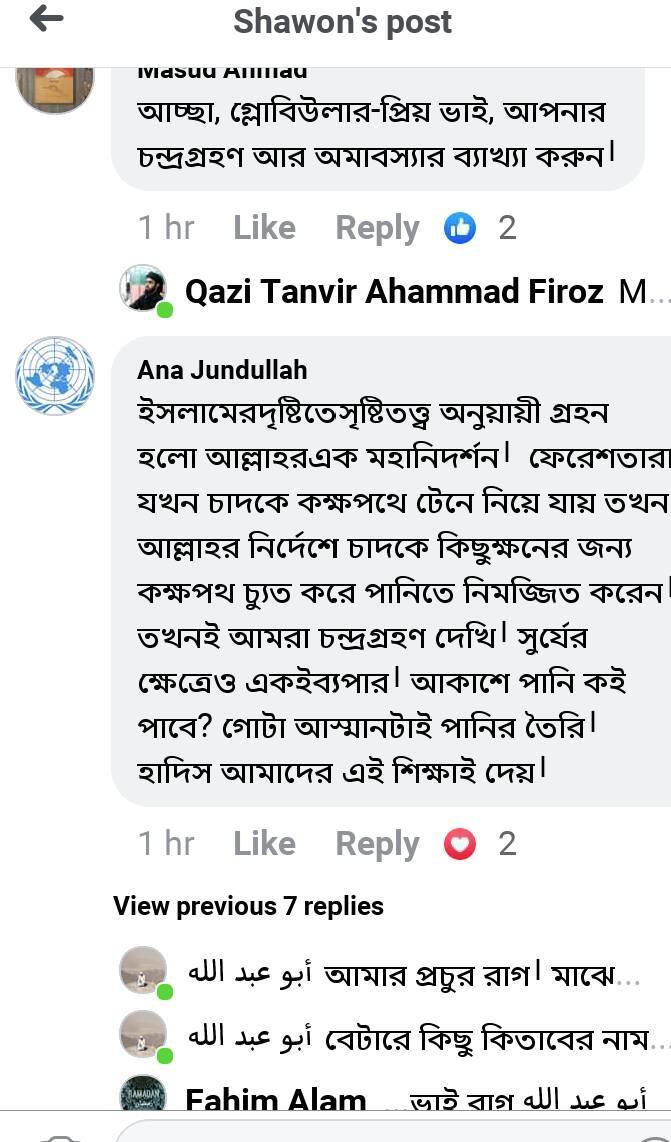 Shawon's post
Masud Ahmad
আচ্ছা, গ্লোবিউলার-প্রিয় ভাই, আপনার
চন্দ্রগ্রহণ আর অমাবস্যার ব্যাখ্যা করুন।
1 hr Like Reply 2
Qazi Tanvir Ahammad Firoz M...
Ana Jundullah
ইসলামেরদৃষ্টিতেসৃষ্টিতত্ত্ব অনুয়ায়ী গ্রহন
হলো আল্লাহরএক মহানিদর্শন। ফেরেশতারা
যখন চাদকে কক্ষপথে টেনে নিয়ে যায় তখন
আল্লাহর নির্দেশে চাদকে কিছুক্ষনের জন্য
কক্ষপথ চ্যুত করে পানিতে নিমজ্জিত করেন।
তখনই আমরা চন্দ্রগ্রহণ দেখি। সুর্যের
ক্ষেত্রেও একইব্যপার। আকাশে পানি কই
পাবে? গোটা আস্মানটাই পানির তৈরি।
হাদিস আমাদের এই শিক্ষাই দেয়।
1 hr Like Reply 2
View previous 7 replies
أبو عبد الله আমার প্রচুর রাগ। মাঝে...
أبو عبد الله বেটারে কিছু কিতাবের নাম...
Fahim Alam ...ভাই রাগ أبو عبد الله